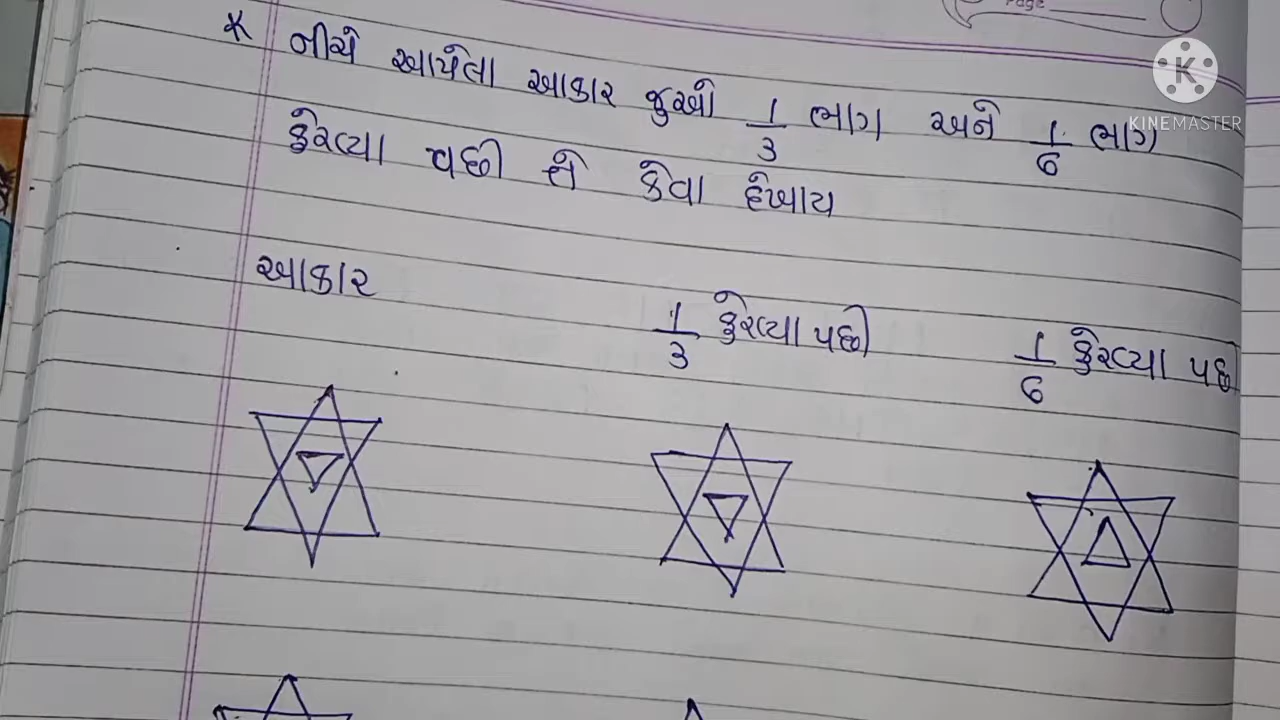 Page
K
KINEMASTER
* નીચે આપેલા આકાર જુઓ 1/3 ભાગ અને 1/6 ભાગ
ફેરવ્યા પછી તે કેવા દેખાય
આકાર
1/3 ફેરવ્યા પછી
1/6 ફેરવ્યા પછી